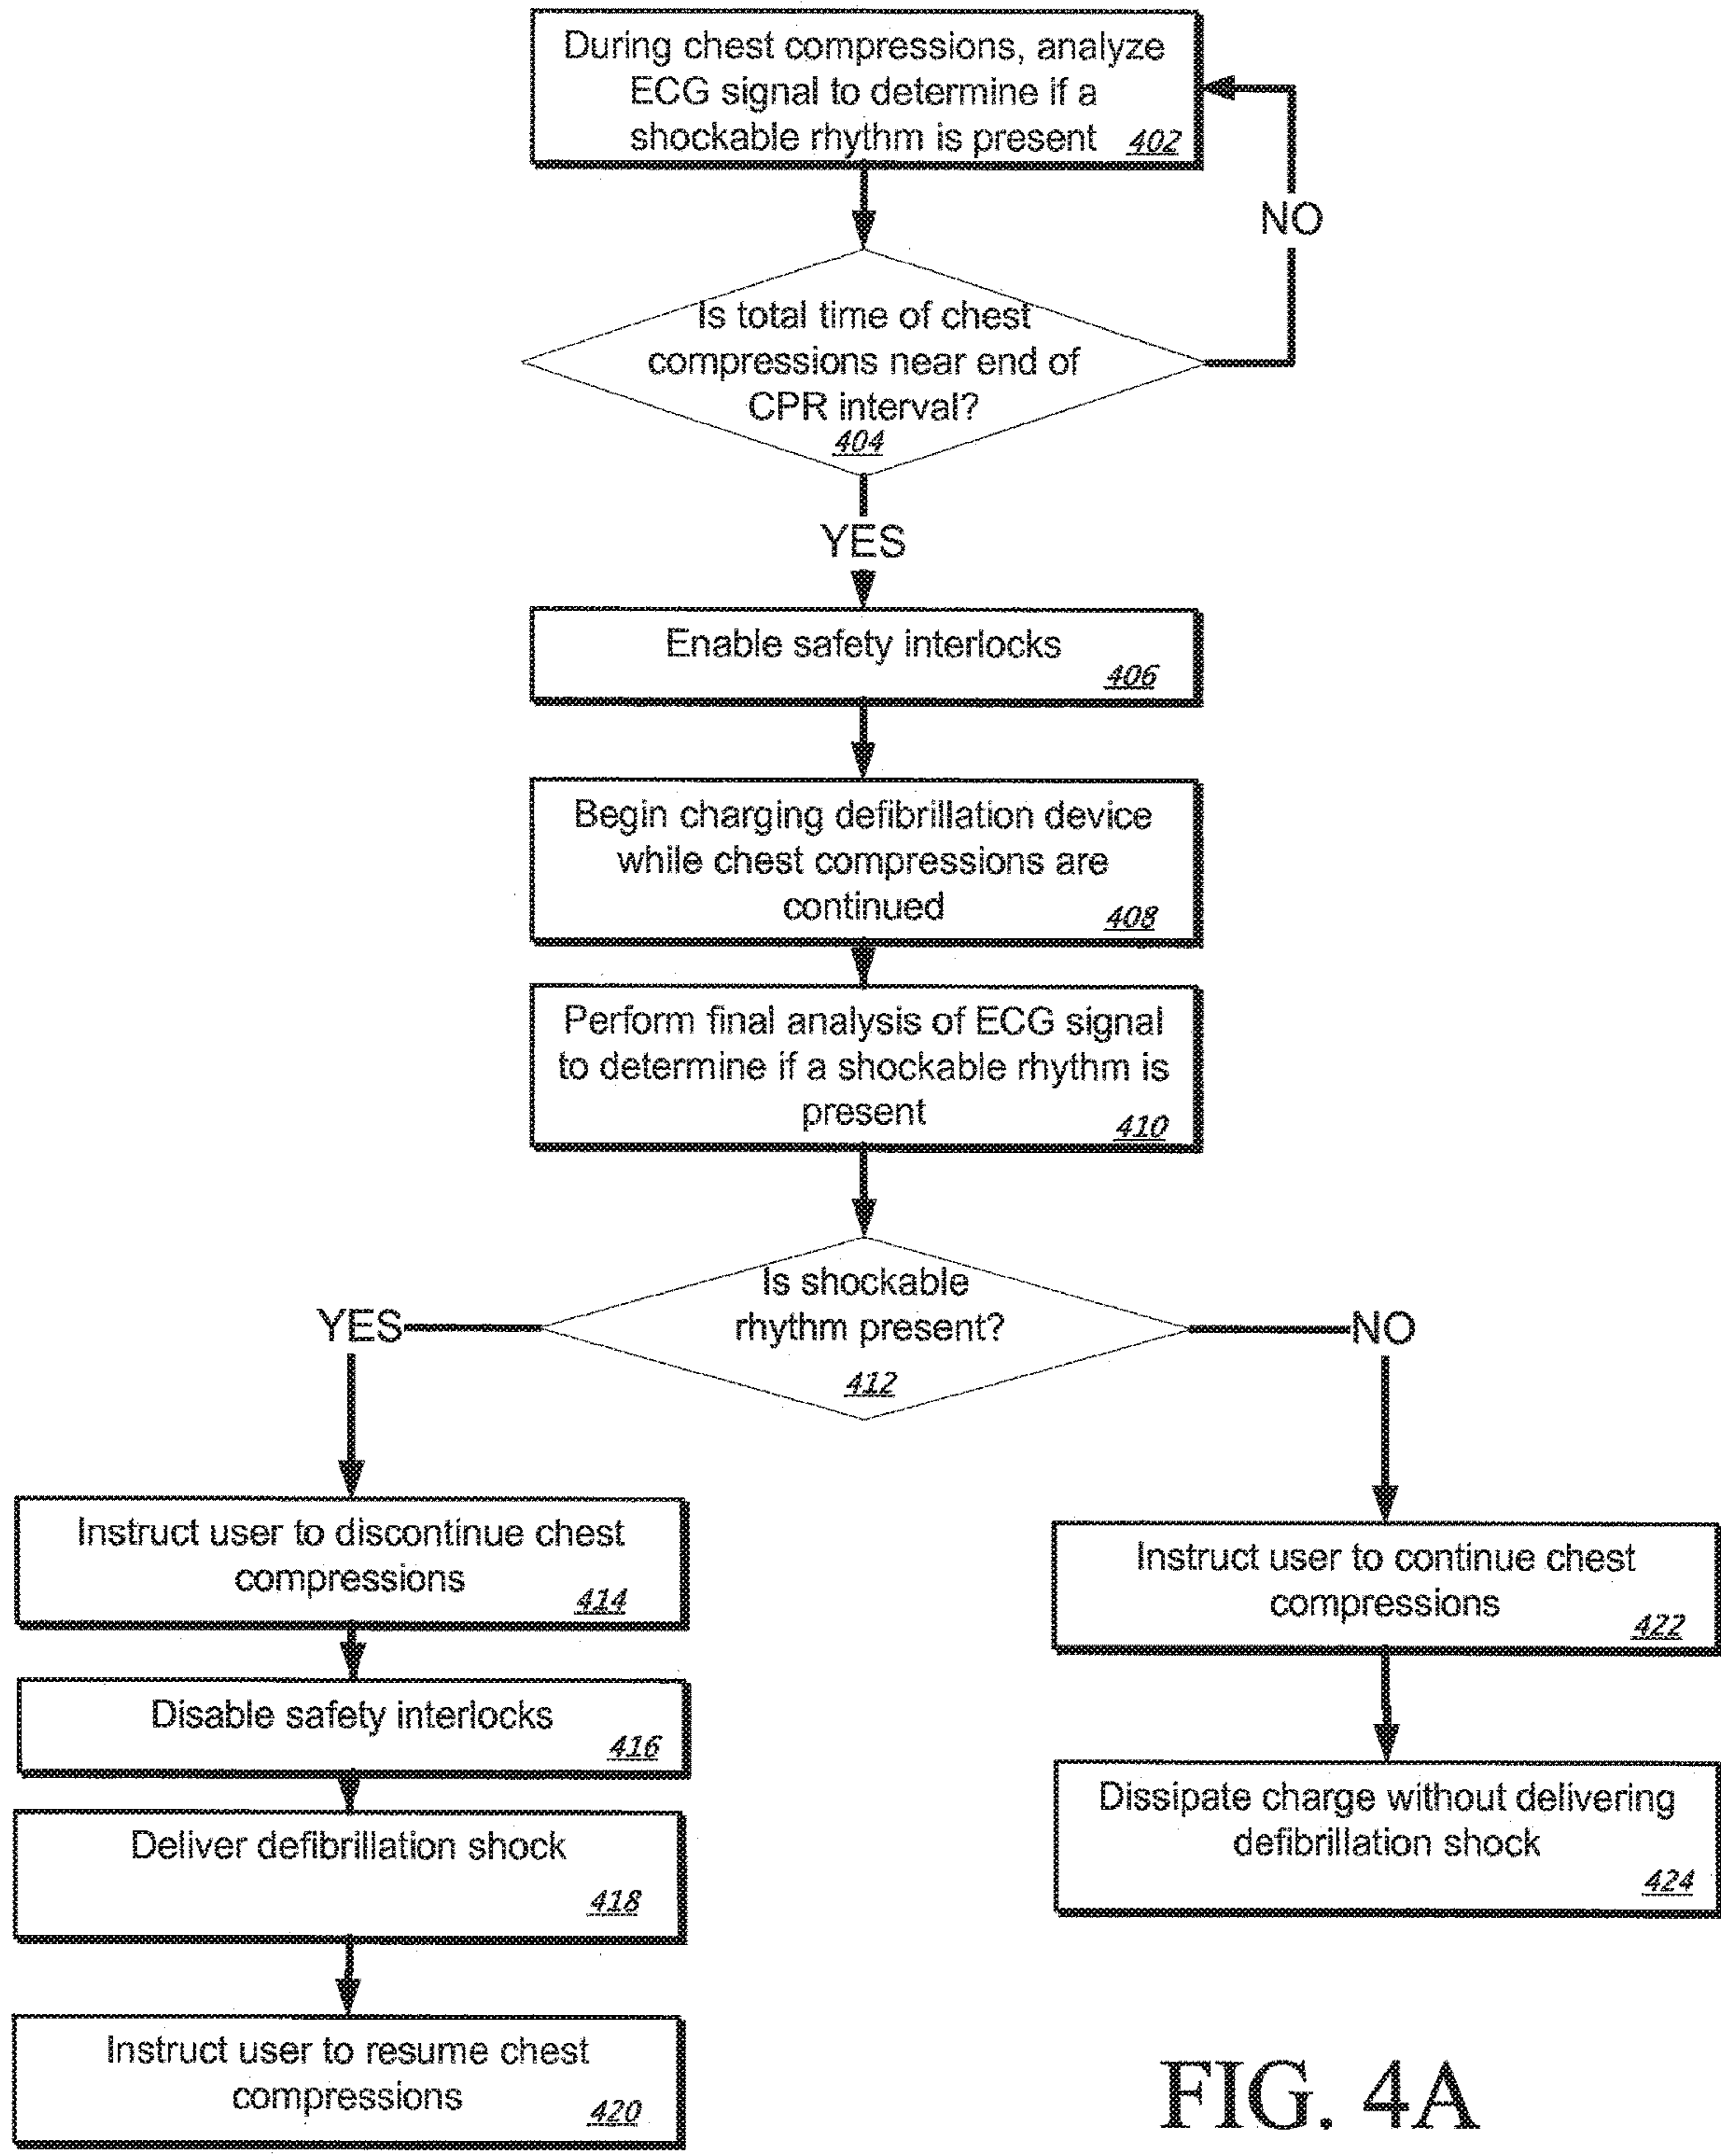 During chest compressions, analyze
ECG signal to determine if a
shockable rhythm is present 402
NO
Is total time of chest
compressions near end of
CPR interval?
404
YES
Enable safety interlocks
406
Begin charging defibrillation device
while chest compressions are
continued 408
Perform final analysis of ECG signal
to determine if a shockable rhythm is
present 410
Is shockable
rhythm present?
412
YES
NO
Instruct user to discontinue chest
compressions 414
Disable safety interlocks
416
Deliver defibrillation shock
418
Instruct user to resume chest
compressions 420
Instruct user to continue chest
compressions 422
Dissipate charge without delivering
defibrillation shock 424
FIG. 4A